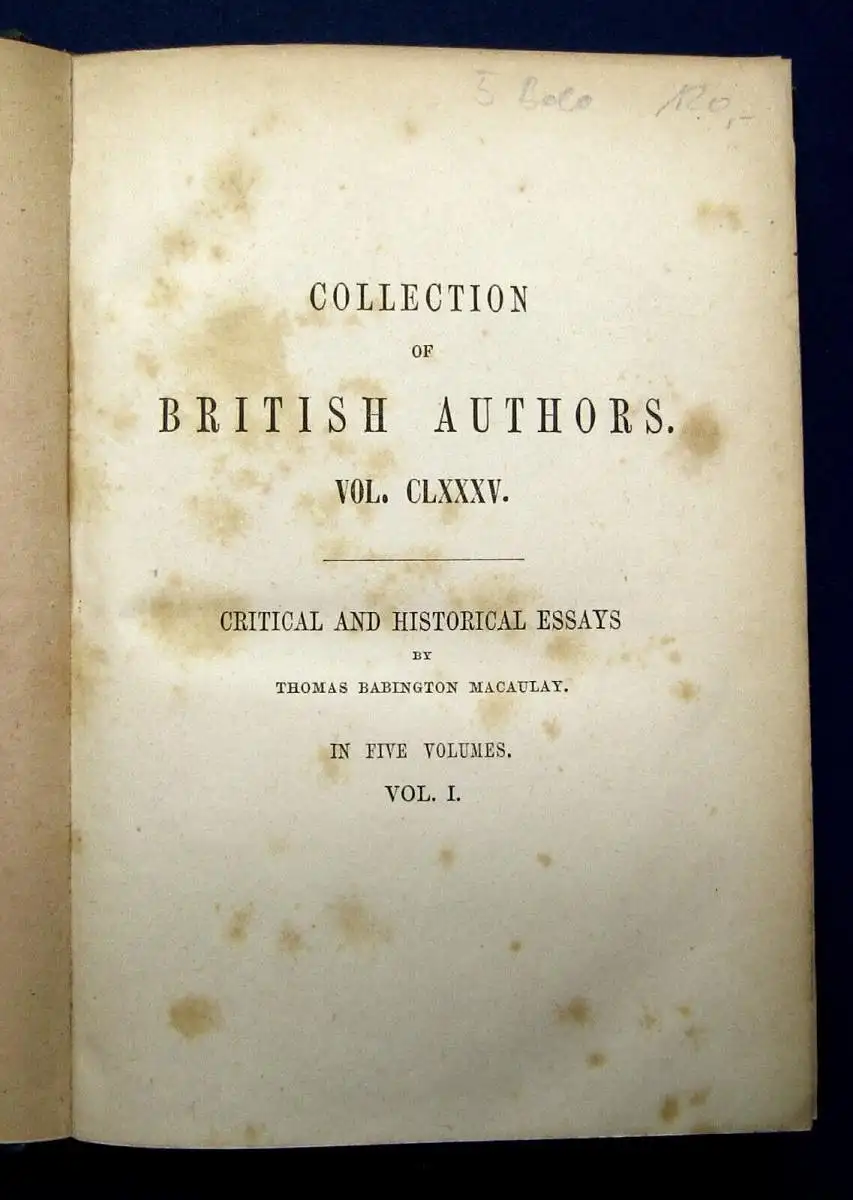 5 120,-
COLLECTION
OF
BRITISH AUTHORS.
VOL. CLXXXV.
CRITICAL AND HISTORICAL ESSAYS
BY
THOMAS BABINGTON MACAULAY.
IN FIVE VOLUMES.
VOL. I.